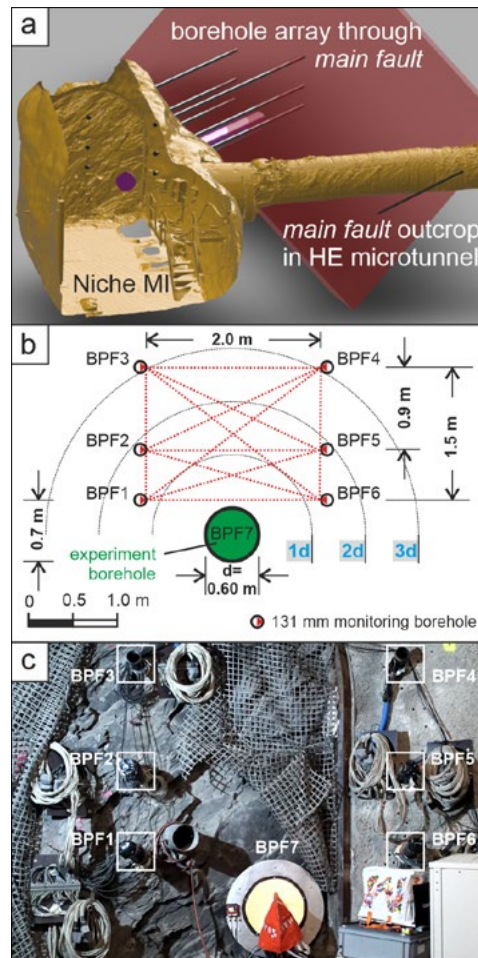 a
borehole array through
main fault
main fault outcrop
in HE microtunnel
Niche MI
b
2.0 m
BPF3
BPF4
0.9 m
1.5 m
BPF2
BPF5
BPF1
BPF6
0.7 m
BPF7
experiment
borehole
1d
2d
3d
d=
0.60 m
0
0.5
1.0 m
131 mm monitoring borehole
c
BPF3
BPF4
BPF2
BPF5
BPF1
BPF6
BPF7